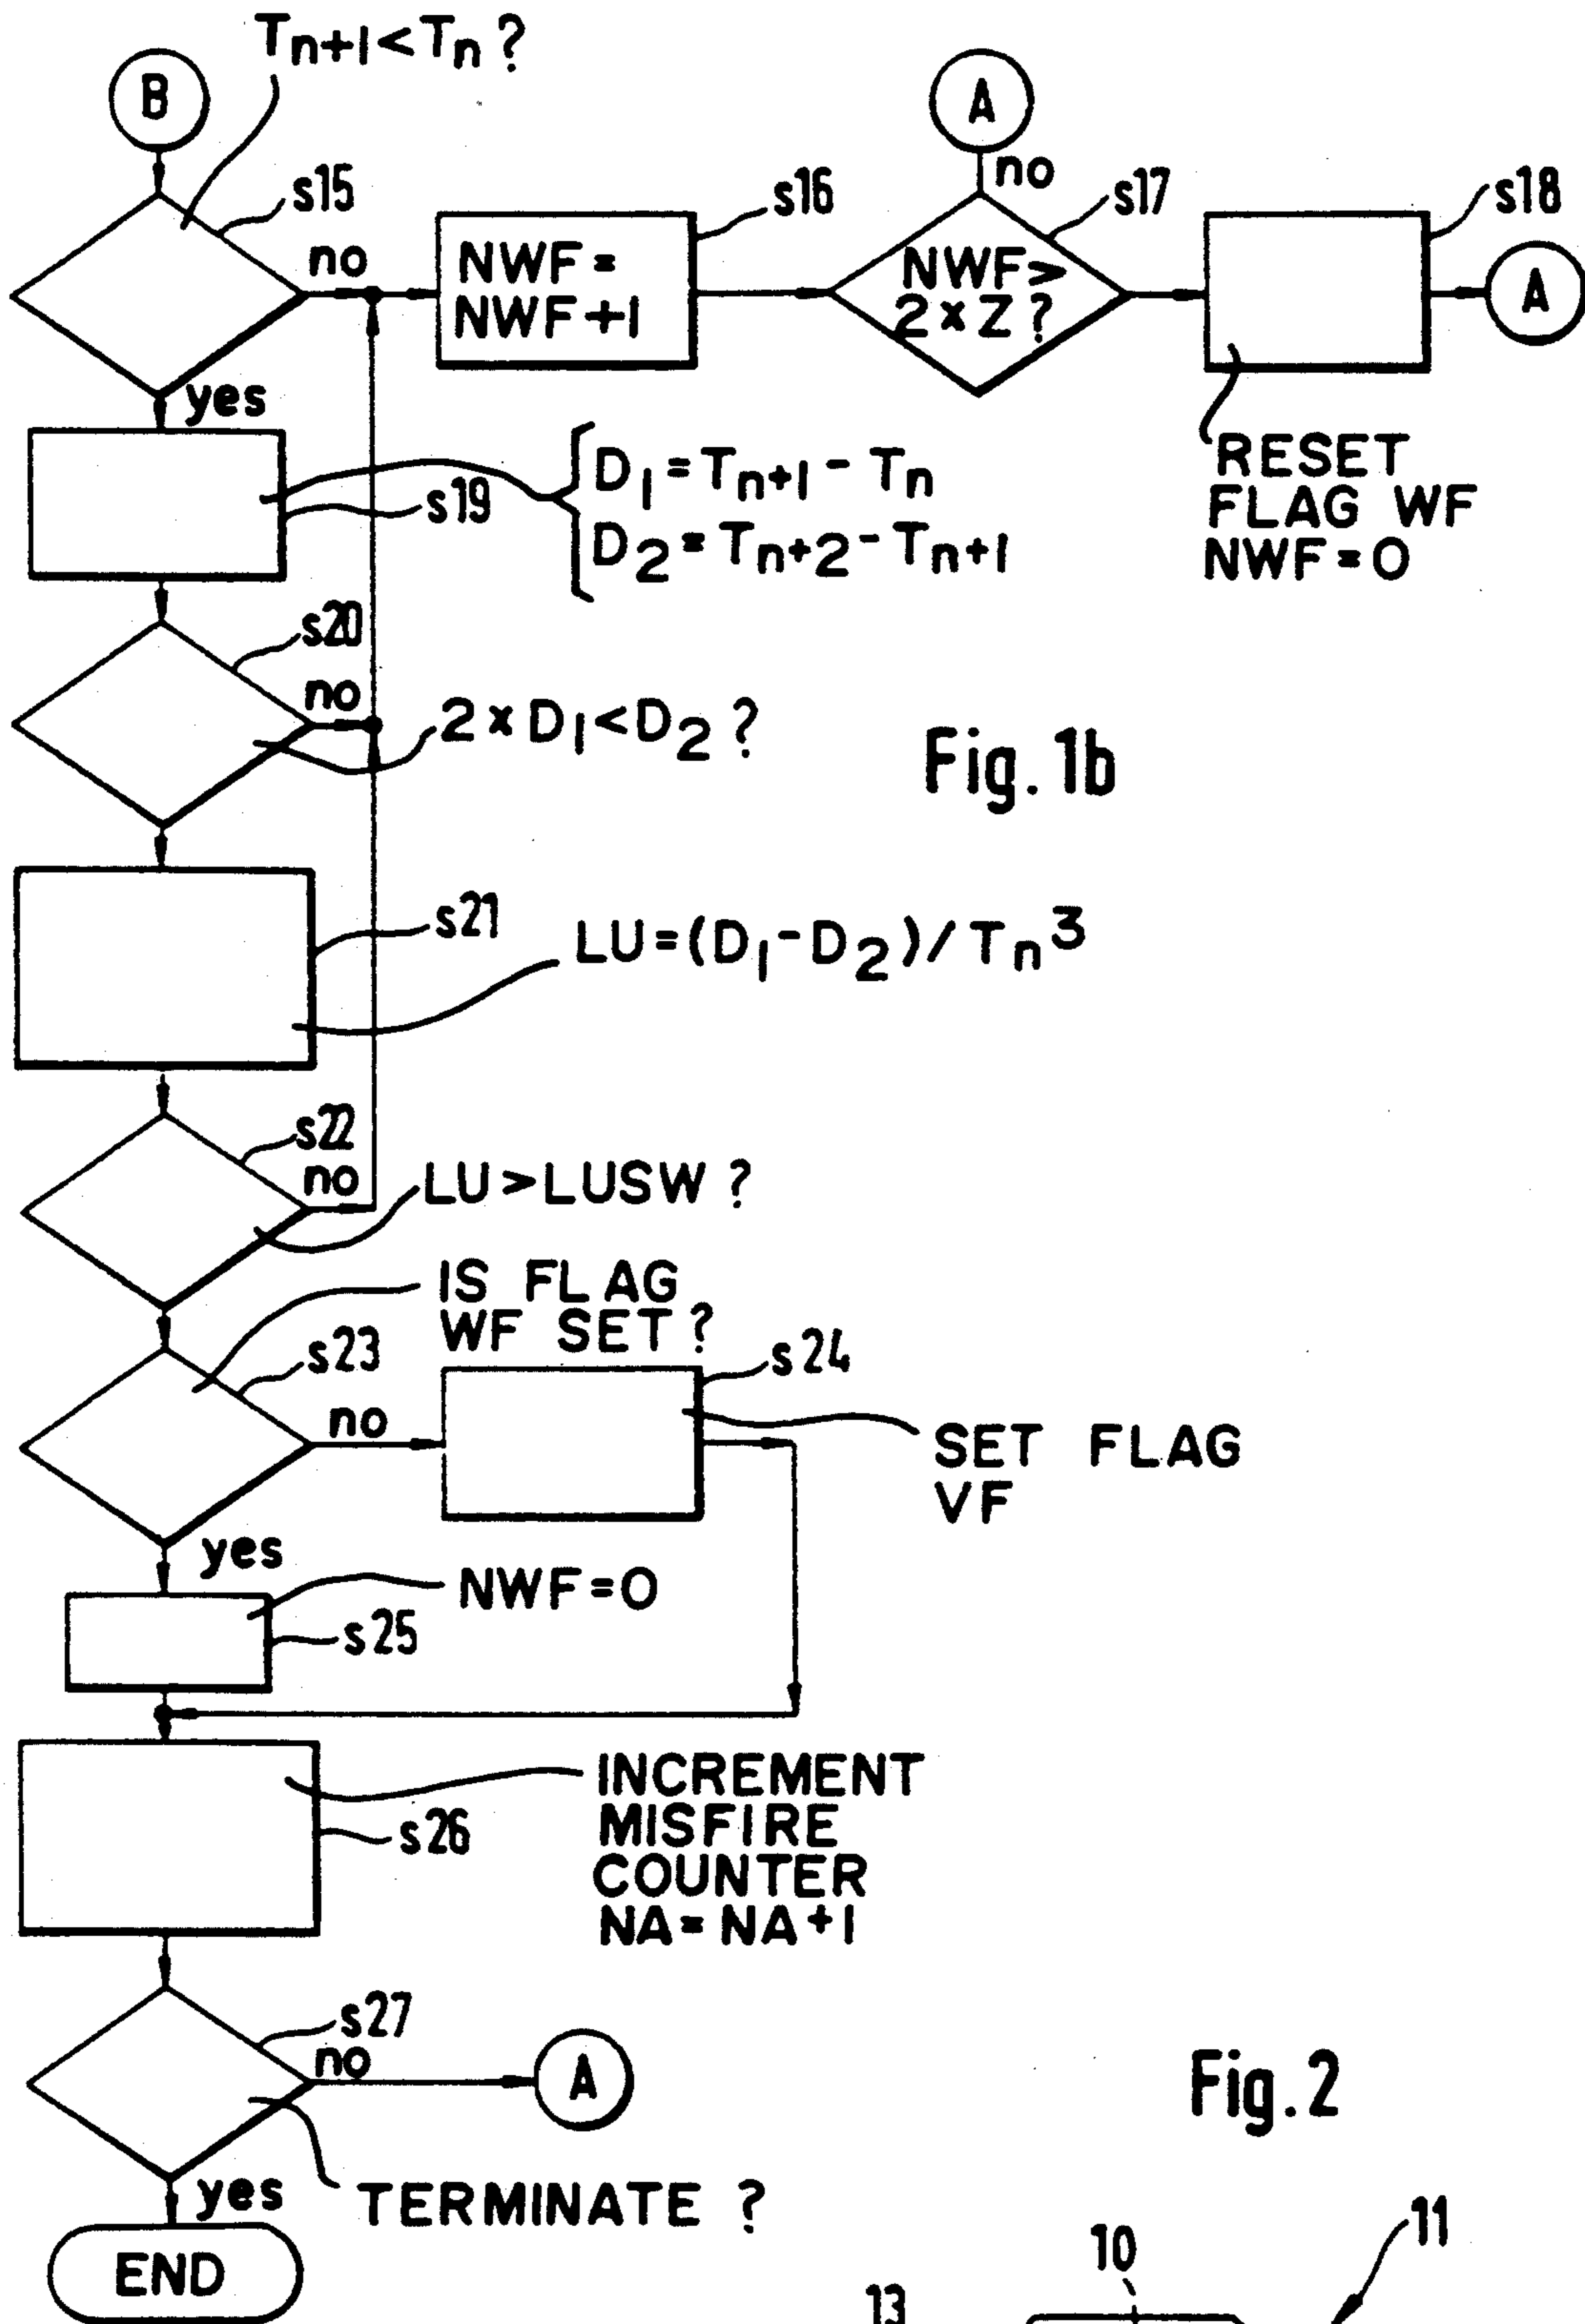 Tn+1<Tn?
B
A
no
s15
s16
s17
s18
no
NWF=
NWF+1
NWF>
2×Z?
A
yes
D1=Tn+1-Tn
D2=Tn+2-Tn+1
s19
RESET
FLAG WF
NWF=0
s20
no
2×D1<D2?
Fig. 1b
s21
LU=(D1-D2)/Tn³
s22
no
LU>LUSW?
IS FLAG
WF SET?
s23
s24
no
SET FLAG
VF
yes
NWF=0
s25
INCREMENT
MISFIRE
COUNTER
NA=NA+1
s26
s27
no
A
Fig. 2
yes
TERMINATE?
END
10
11
13